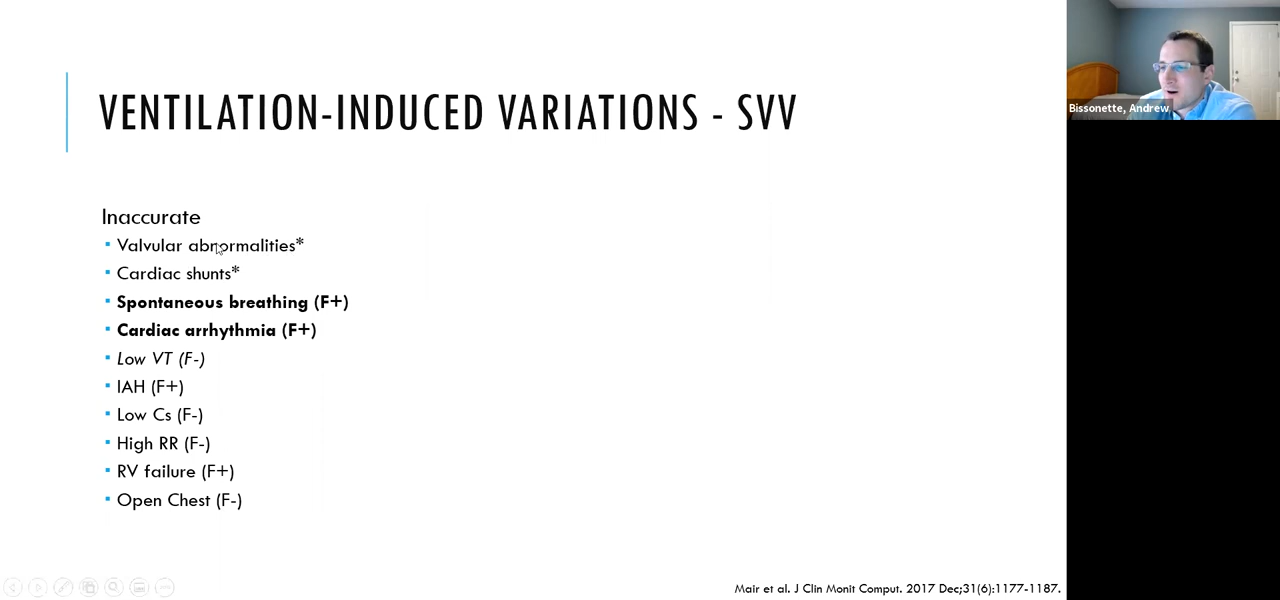 VENTILATION-INDUCED VARIATIONS - SVV
Inaccurate
Valvular abnormalities*
Cardiac shunts*
Spontaneous breathing (F+)
Cardiac arrhythmia (F+)
Low VT (F-)
IAH (F+)
Low Cs (F-)
High RR (F-)
RV failure (F+)
Open Chest (F-)
Mair et al. J Clin Monit Comput. 2017 Dec;31(6):1177-1187.
Bissonette, Andrew